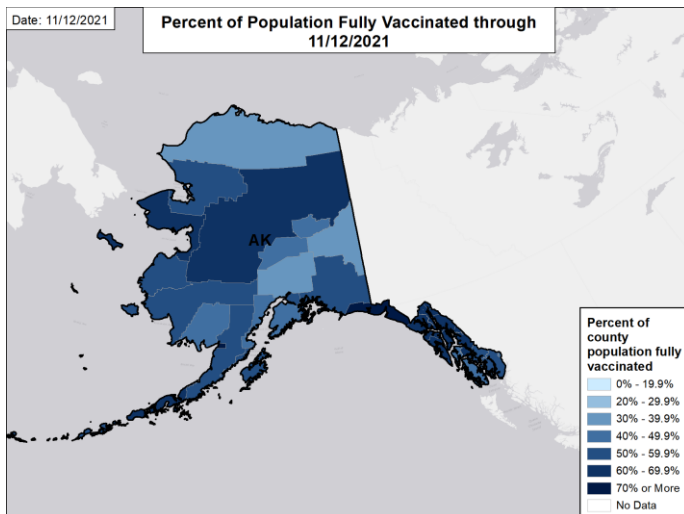 Date: 11/12/2021
Percent of Population Fully Vaccinated through
11/12/2021
AK
Percent of
county
population fully
vaccinated
0% - 19.9%
20% - 29.9%
30% - 39.9%
40% - 49.9%
50% - 59.9%
60% - 69.9%
70% or More
No Data